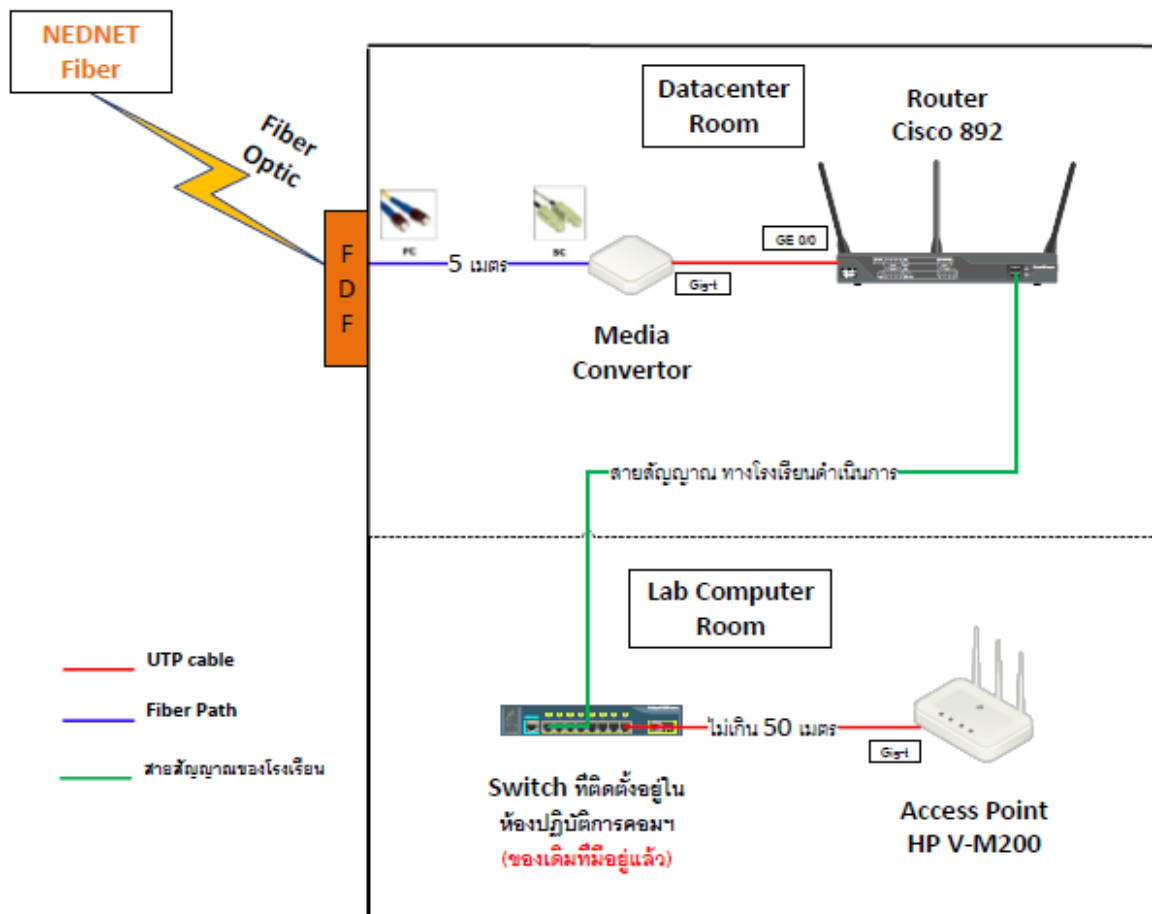 NEDNET
Fiber
Fiber
Optic
Datacenter
Room
Router
Cisco 892
F
D
F
FC
SC
5 เมตร
GE 0/0
Gig-t
Media
Convertor
สายสัญญาณ ทางโรงเรียนดำเนินการ
Lab Computer
Room
UTP cable
Fiber Path
สายสัญญาณของโรงเรียน
ไม่เกิน 50 เมตร
Gig-t
Switch ที่ติดตั้งอยู่ใน
ห้องปฏิบัติการคอมฯ
(ของเดิมที่มีอยู่แล้ว)
Access Point
HP V-M200